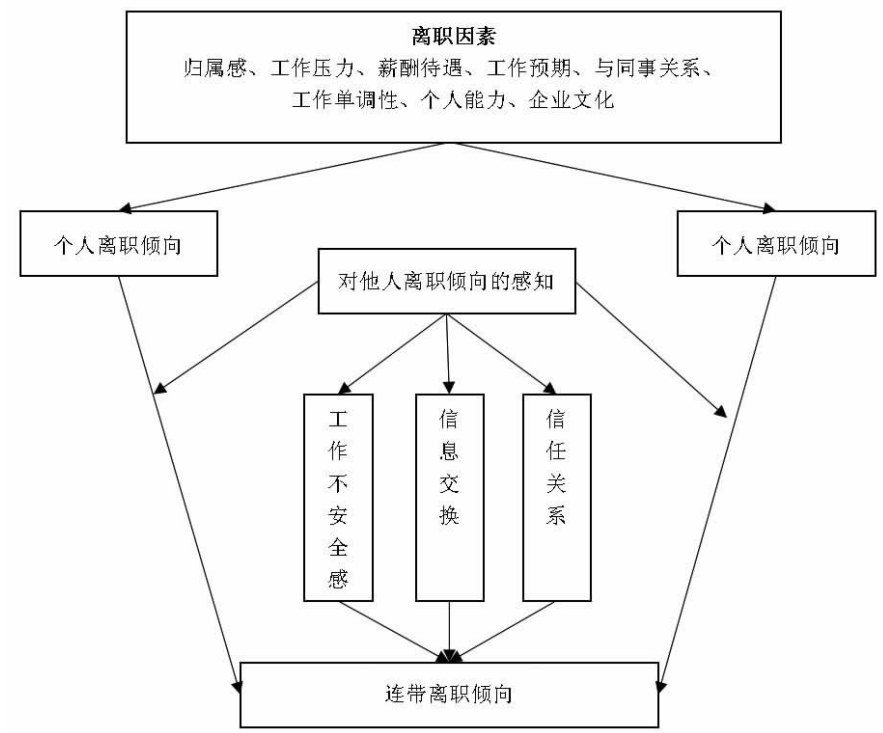 离职因素
归属感、工作压力、薪酬待遇、工作预期、与同事关系、
工作单调性、个人能力、企业文化
个人离职倾向
个人离职倾向
对他人离职倾向的感知
工作不安全感
信息交换
信任关系
连带离职倾向